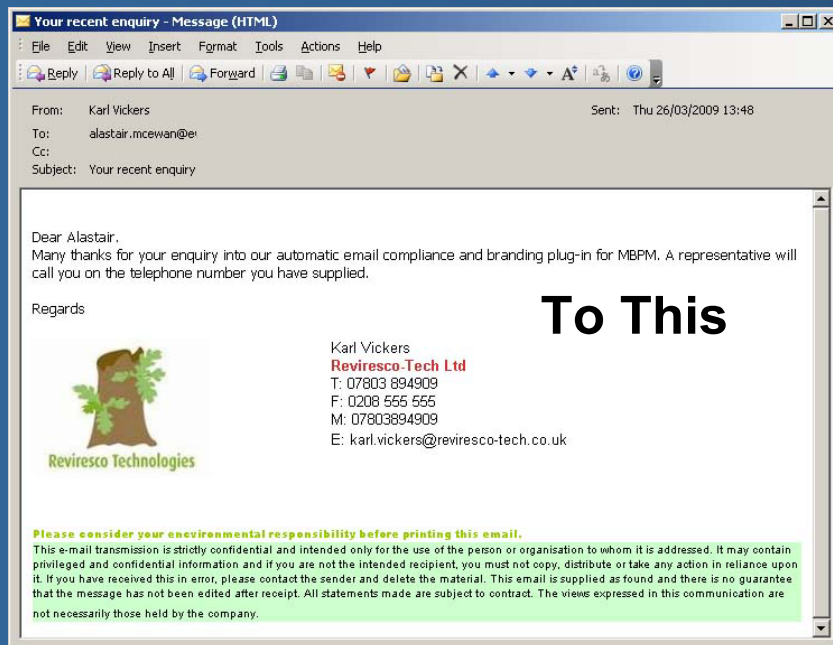 Your recent enquiry - Message (HTML)
File Edit View Insert Format Tools Actions Help
Reply Reply to All Forward
From: Karl Vickers Sent: Thu 26/03/2009 13:48
To: alastair.mcewan@e
Cc:
Subject: Your recent enquiry
Dear Alastair.
Many thanks for your enquiry into our automatic email compliance and branding plug-in for MBPM. A representative will
call you on the telephone number you have supplied.
Regards
To This
Karl Vickers
Reviresco-Tech Ltd
T: 07803 894909
F: 0208 555 555
M: 07803894909
E: karl.vickers@reviresco-tech.co.uk
Reviresco Technologies
Please consider your encvironmental responsibility before printing this email.
This e-mail transmission is strictly confidential and intended only for the use of the person or organisation to whom it is addressed. It may contain
privileged and confidential information and if you are not the intended recipient, you must not copy, distribute or take any action in reliance upon
it. If you have received this in error, please contact the sender and delete the material. This email is supplied as found and there is no guarantee
that the message has not been edited after receipt. All statements made are subject to contract. The views expressed in this communication are
not necessarily those held by the company.